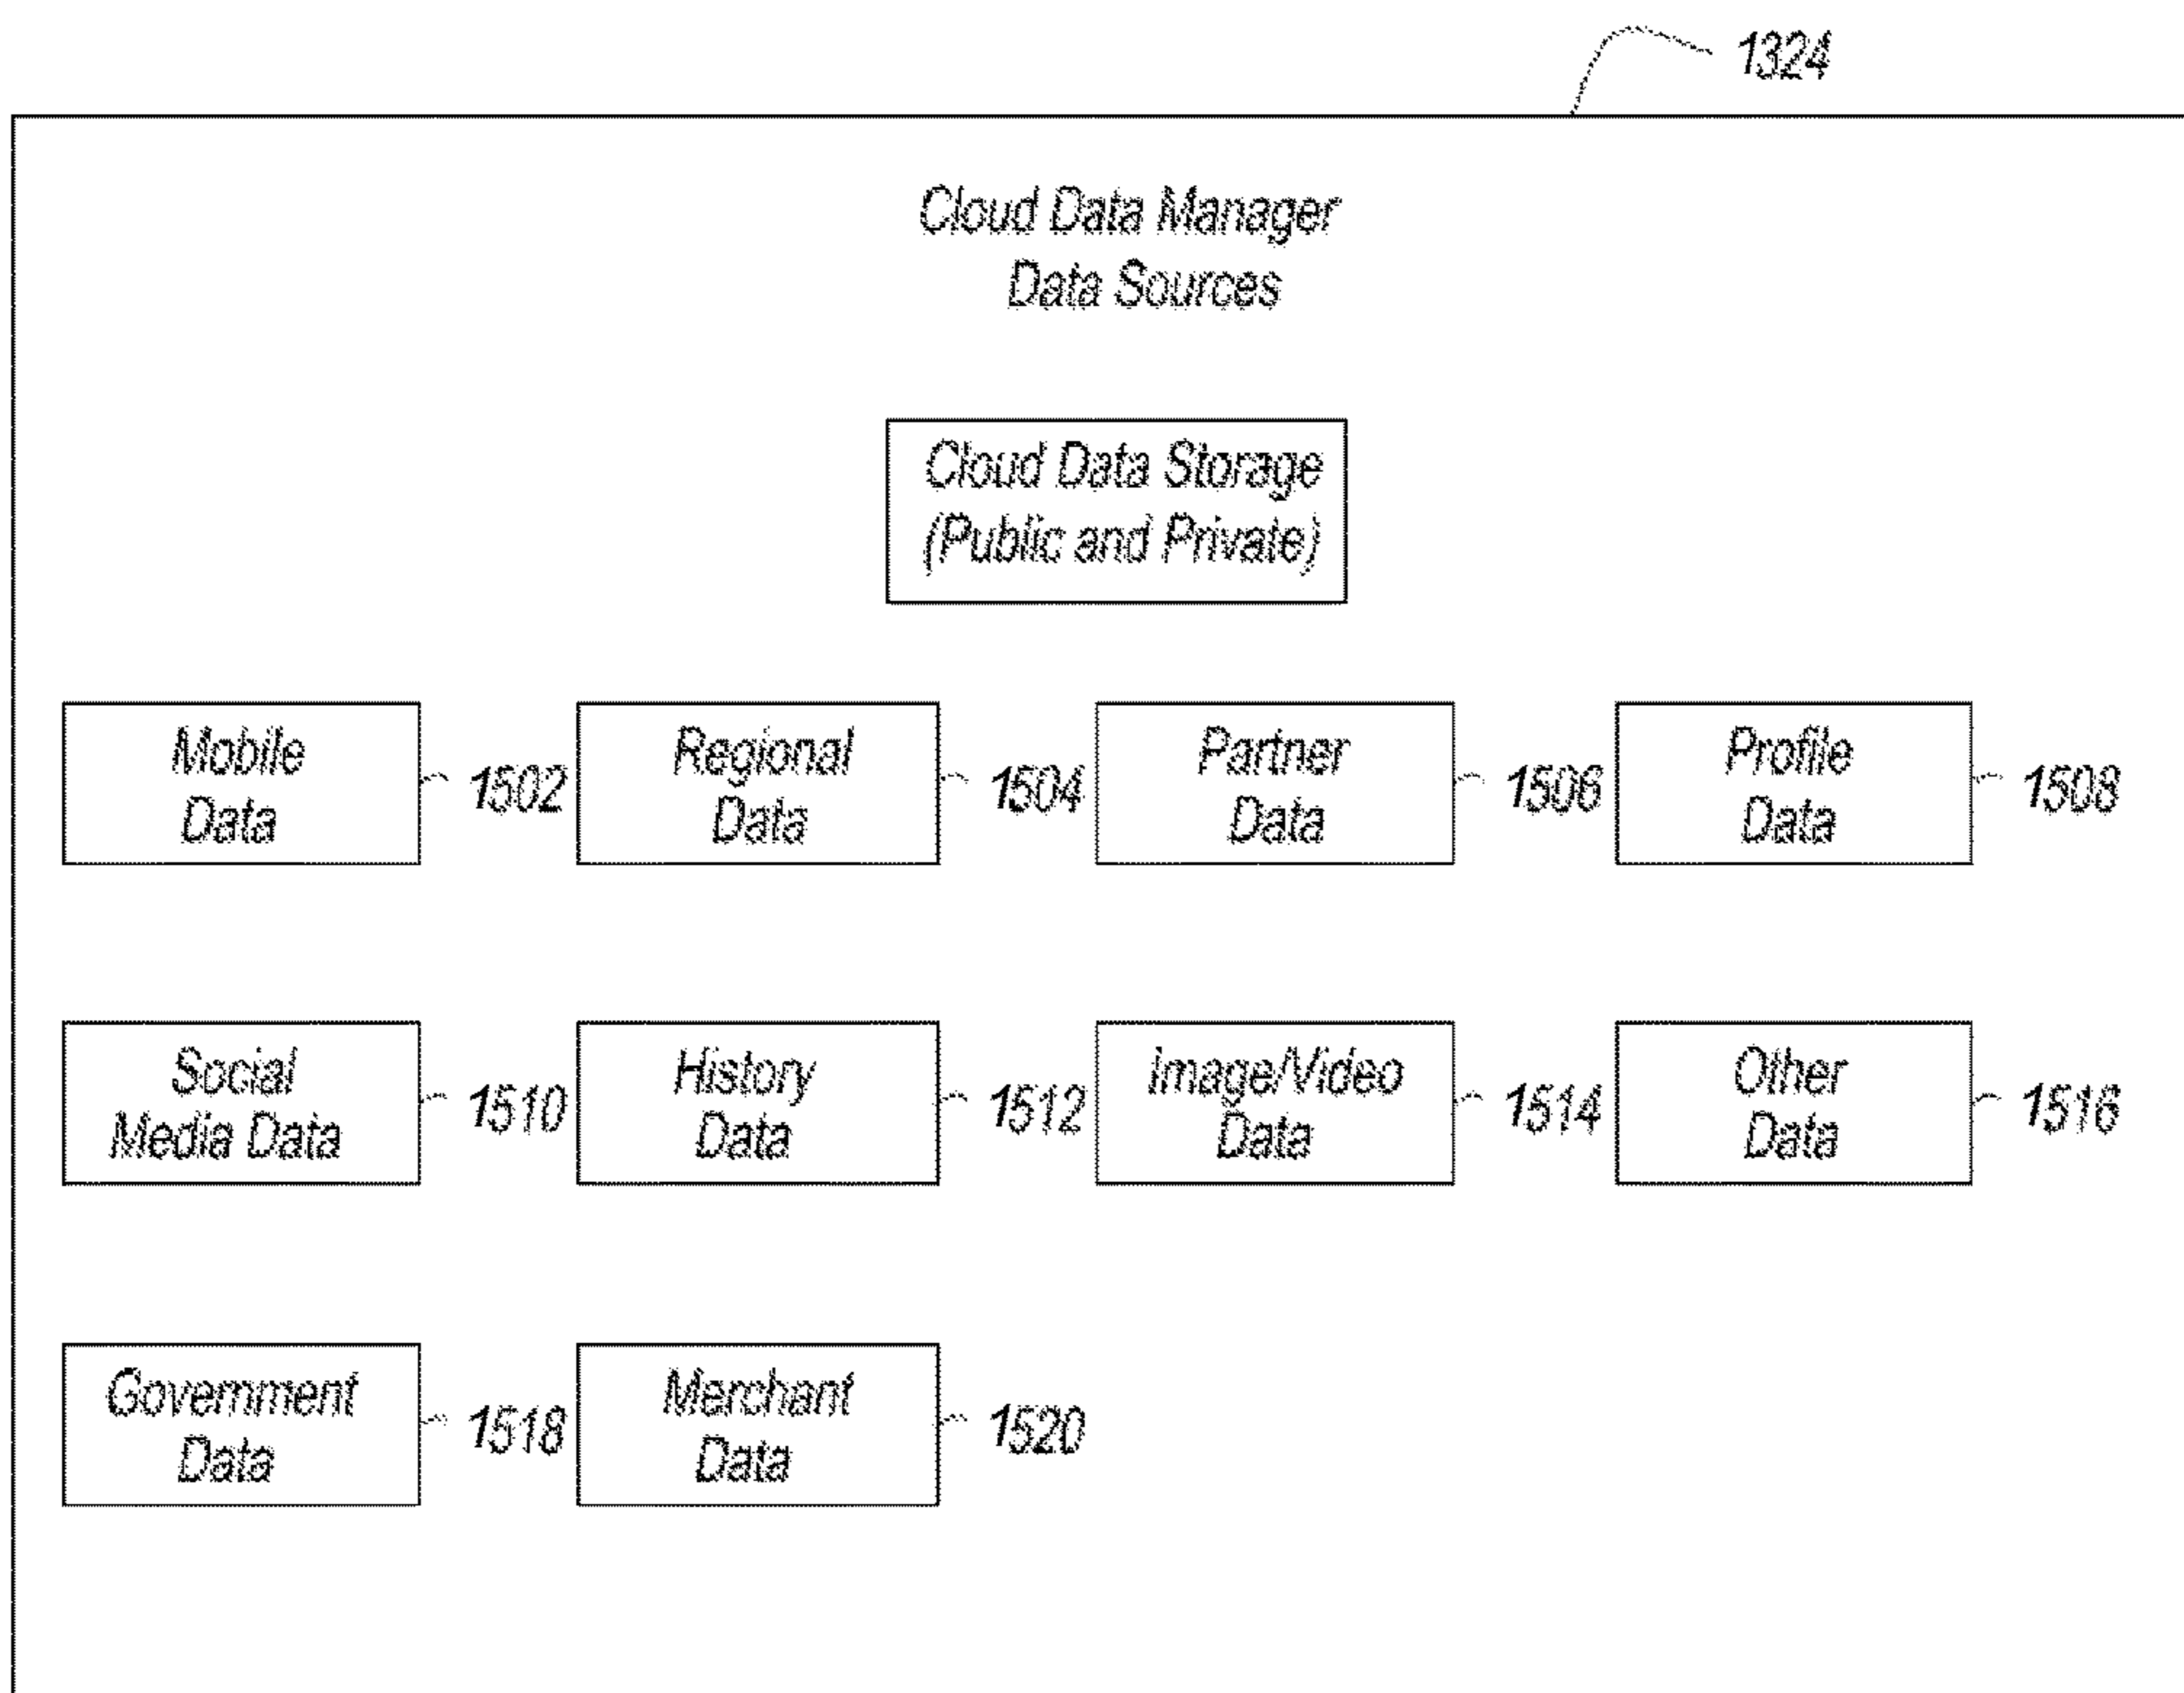 1324
Cloud Data Manager
Data Sources
Cloud Data Storage
(Public and Private)
Mobile
Data
1502
Regional
Data
1504
Partner
Data
1506
Profile
Data
1508
Social
Media Data
1510
History
Data
1512
Image/Video
Data
1514
Other
Data
1516
Government
Data
1518
Merchant
Data
1520